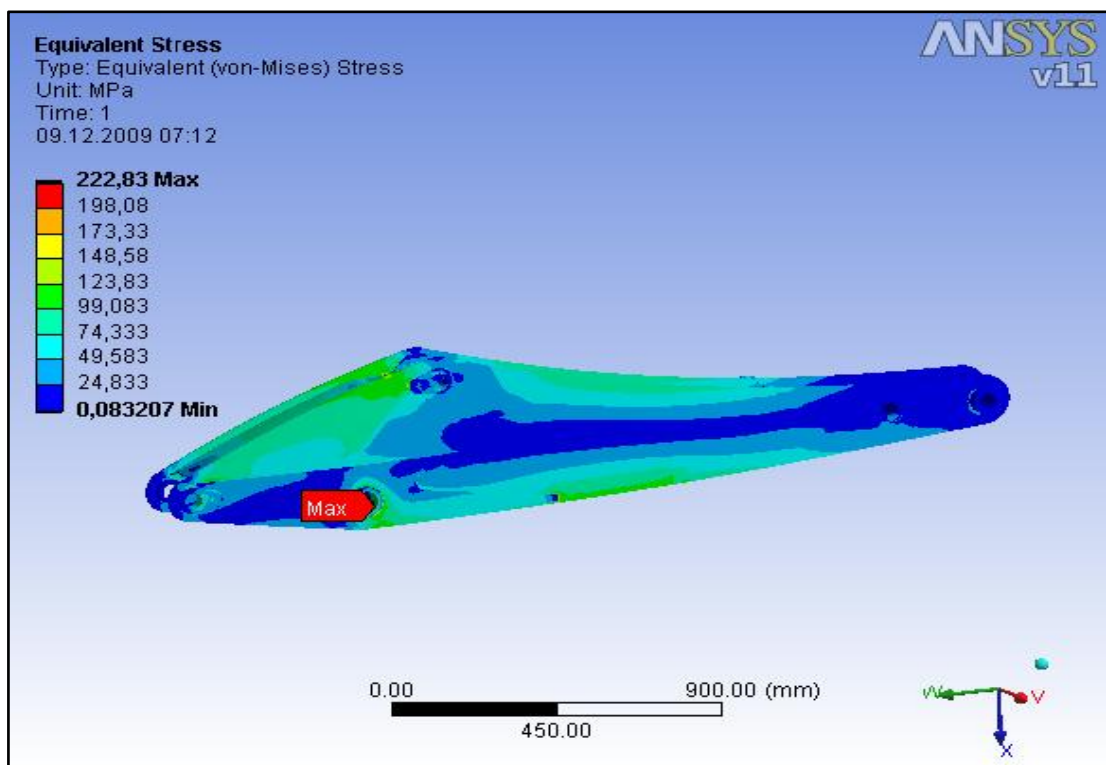 Equivalent Stress
Type: Equivalent (von-Mises) Stress
Unit: MPa
Time: 1
09.12.2009 07:12
ANSYS
v11
222,83 Max
198,08
173,33
148,58
123,83
99,083
74,333
49,583
24,833
0,083207 Min
Max
0.00 900.00 (mm)
450.00
X